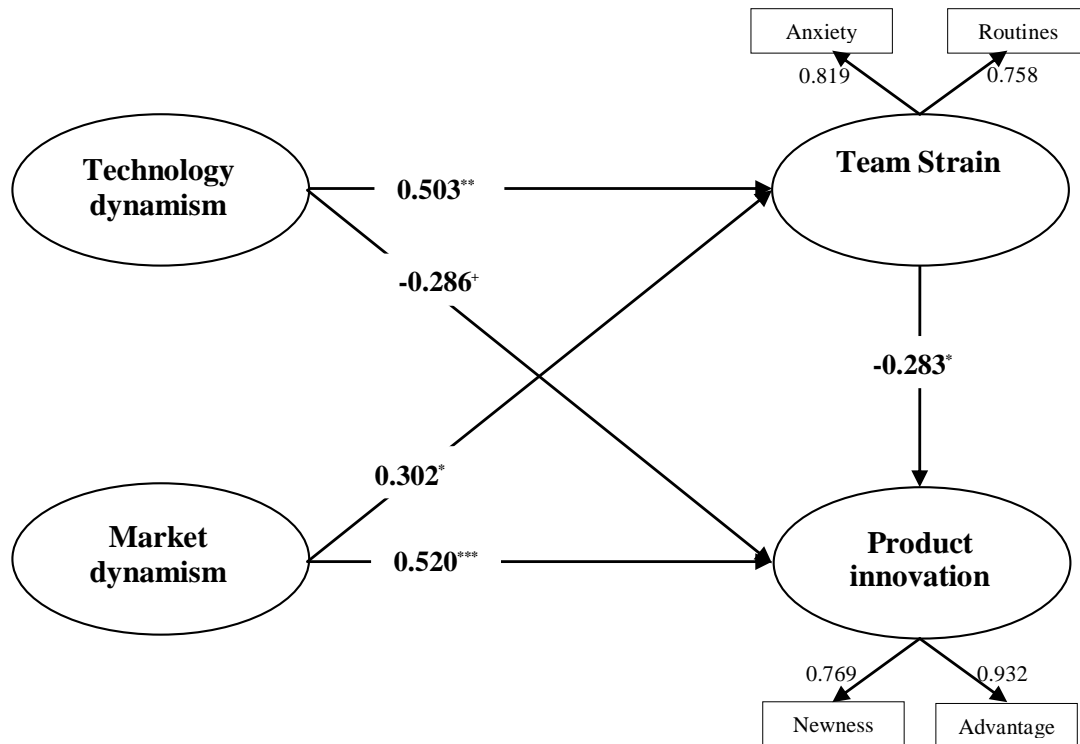 Anxiety
Routines
0.819
0.758
Technology
dynamism
Team Strain
0.503**
-0.286+
-0.283*
0.302*
Market
dynamism
0.520***
Product
innovation
0.769
0.932
Newness
Advantage